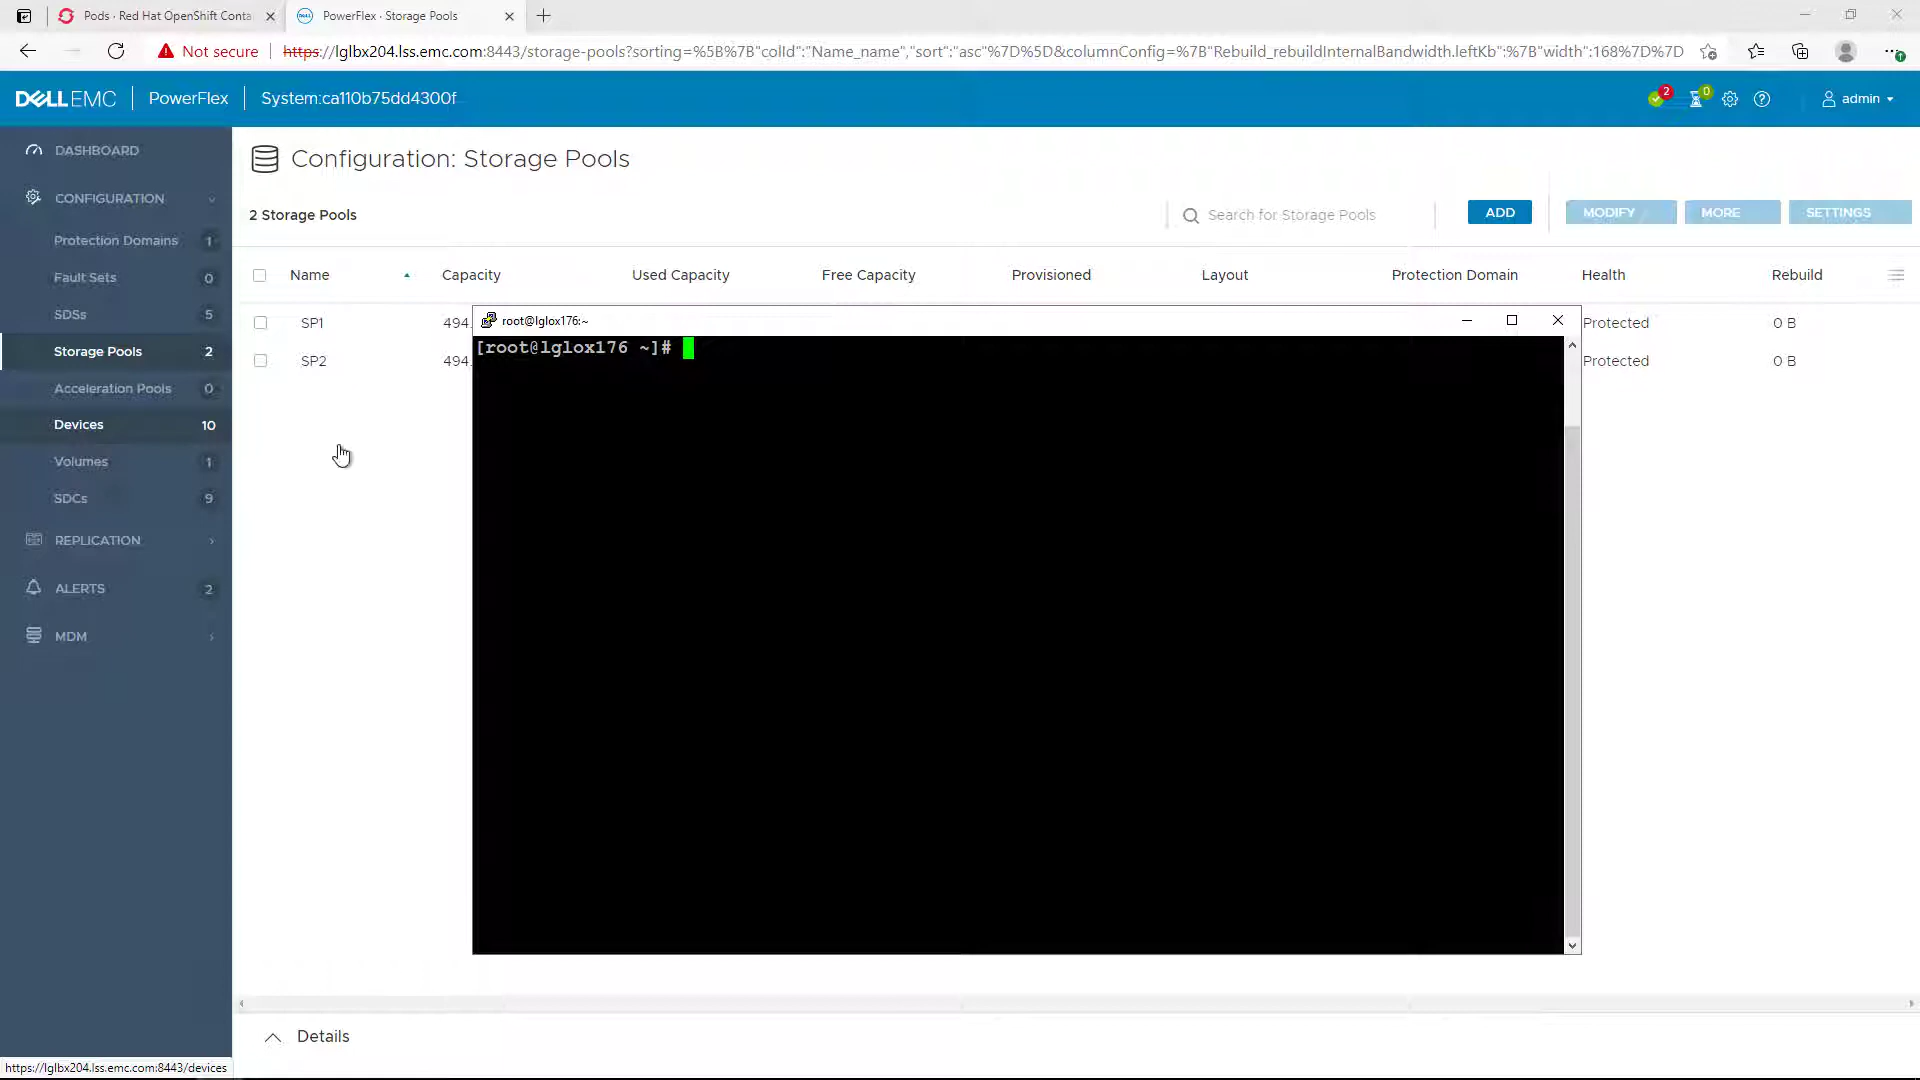 Pods · Red Hat OpenShift Conta
PowerFlex - Storage Pools
Not secure
https://lglbx204.lss.emc.com:8443/storage-pools?sorting=%5B%7B"colId":"Name_name","sort":"asc"%7D%5D&columnConfig=%7B"Rebuild_rebuildInternalBandwidth.leftKb":%7B"width":168%7D%7D
DELL EMC
PowerFlex
System:ca110b75dd4300f
2
0
admin
DASHBOARD
CONFIGURATION
Protection Domains 1
Fault Sets 0
SDSs 5
Storage Pools 2
Acceleration Pools 0
Devices 10
Volumes 1
SDCs 9
REPLICATION
ALERTS 2
MDM
Configuration: Storage Pools
2 Storage Pools
Search for Storage Pools
ADD
MODIFY
MORE
SETTINGS
Name Capacity Used Capacity Free Capacity Provisioned Layout Protection Domain Health Rebuild
SP1 494. Protected 0 B
SP2 494. Protected 0 B
root@lglox176:~
[root@lglox176 ~]#
Details
https://lglbx204.lss.emc.com:8443/devices